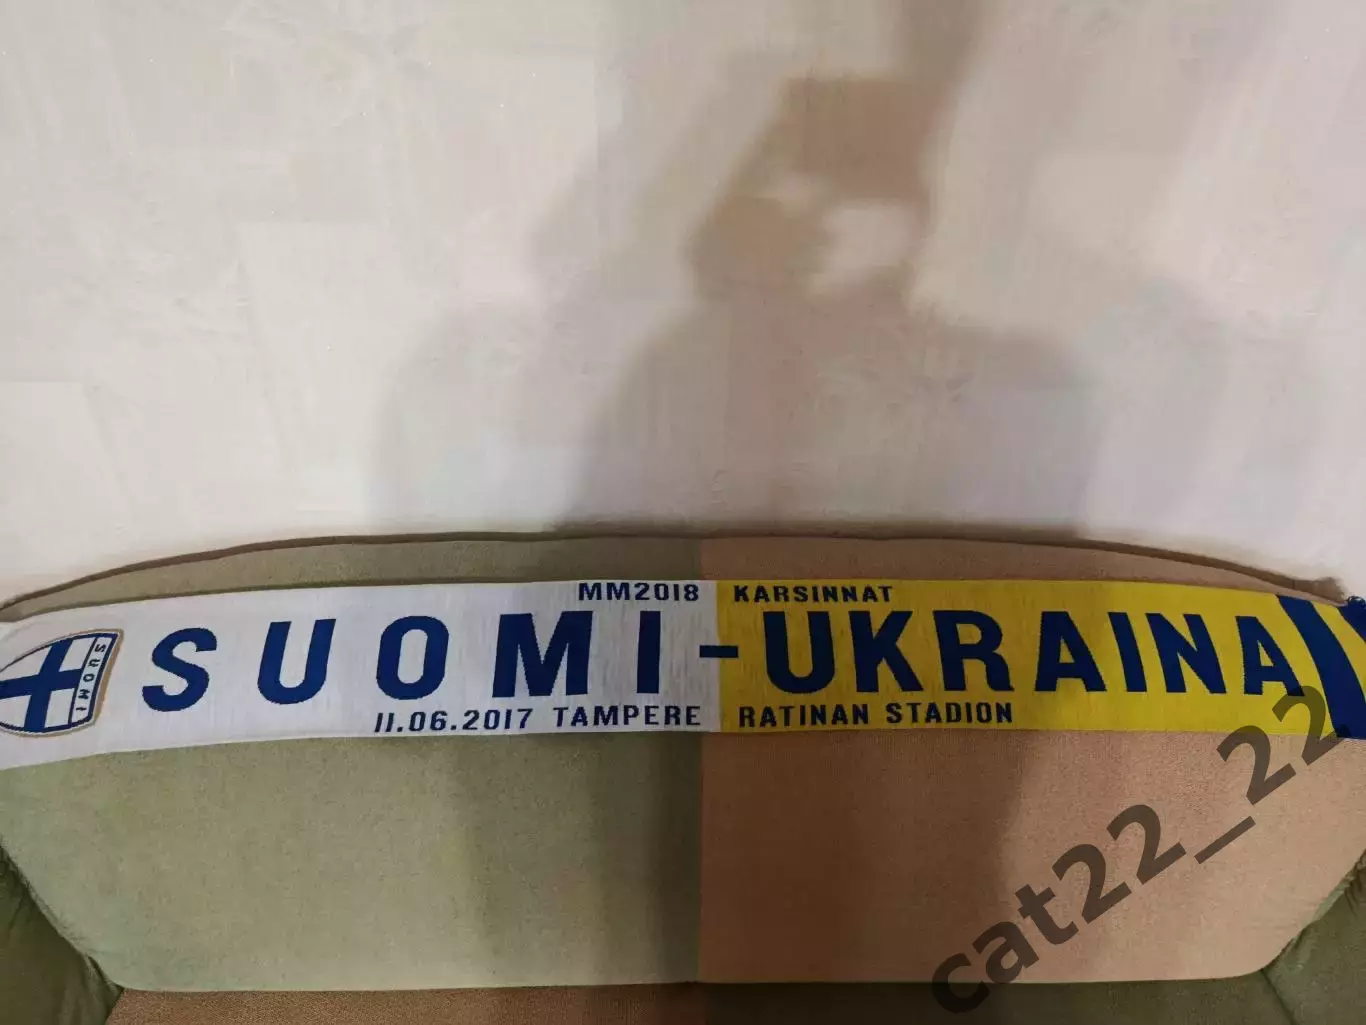 MM2018 KARSINNAT
SUOMI
SUOMI-UKRAINA
11.06.2017 TAMPERE RATINAN STADION
cat22_22